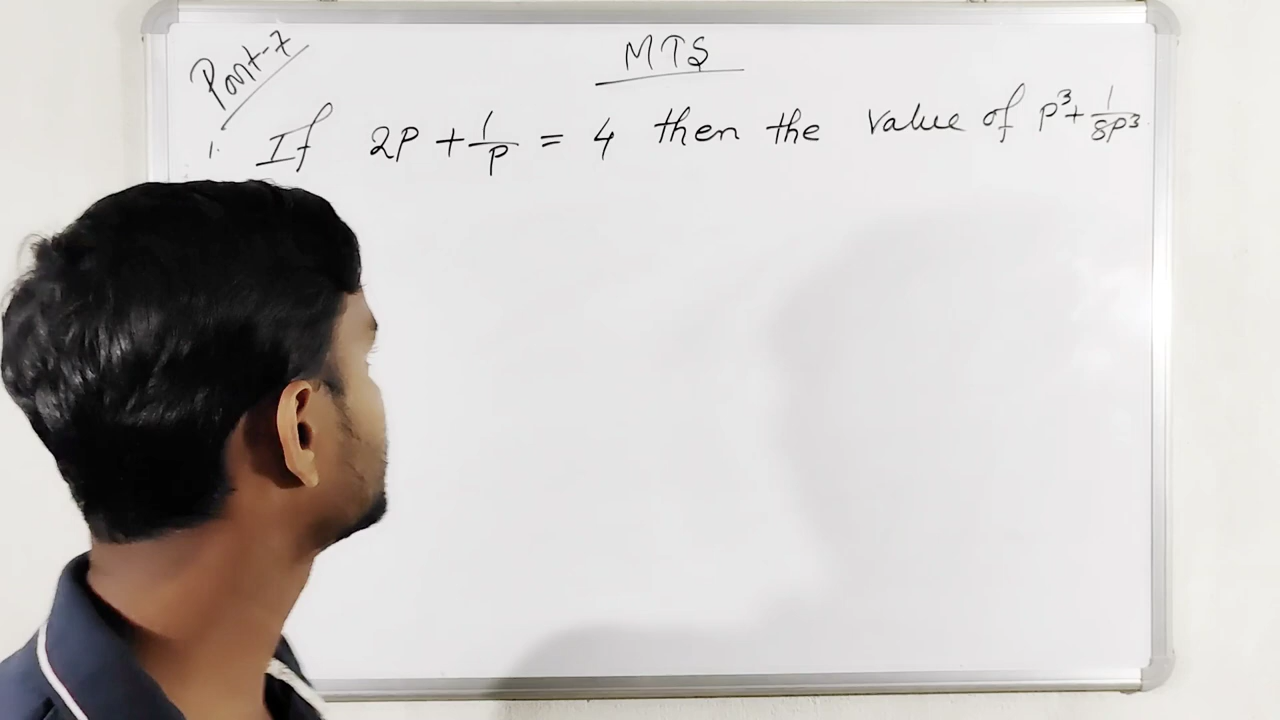 Part-7
MTS
1. If 2P + 1/P = 4 then the value of P³ + 1/8P³